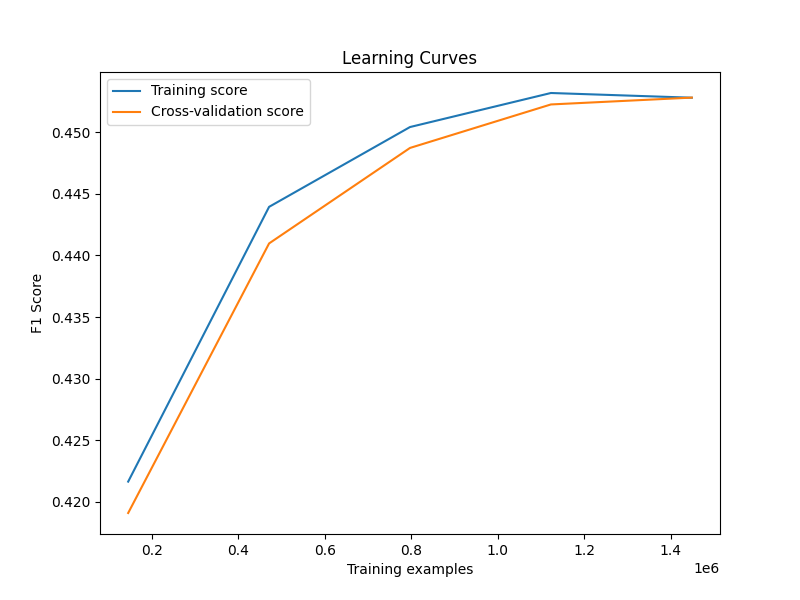 Learning Curves
Training score
Cross-validation score
0.450
0.445
0.440
0.435
0.430
0.425
0.420
F1 Score
0.2 0.4 0.6 0.8 1.0 1.2 1.4
1e6
Training examples